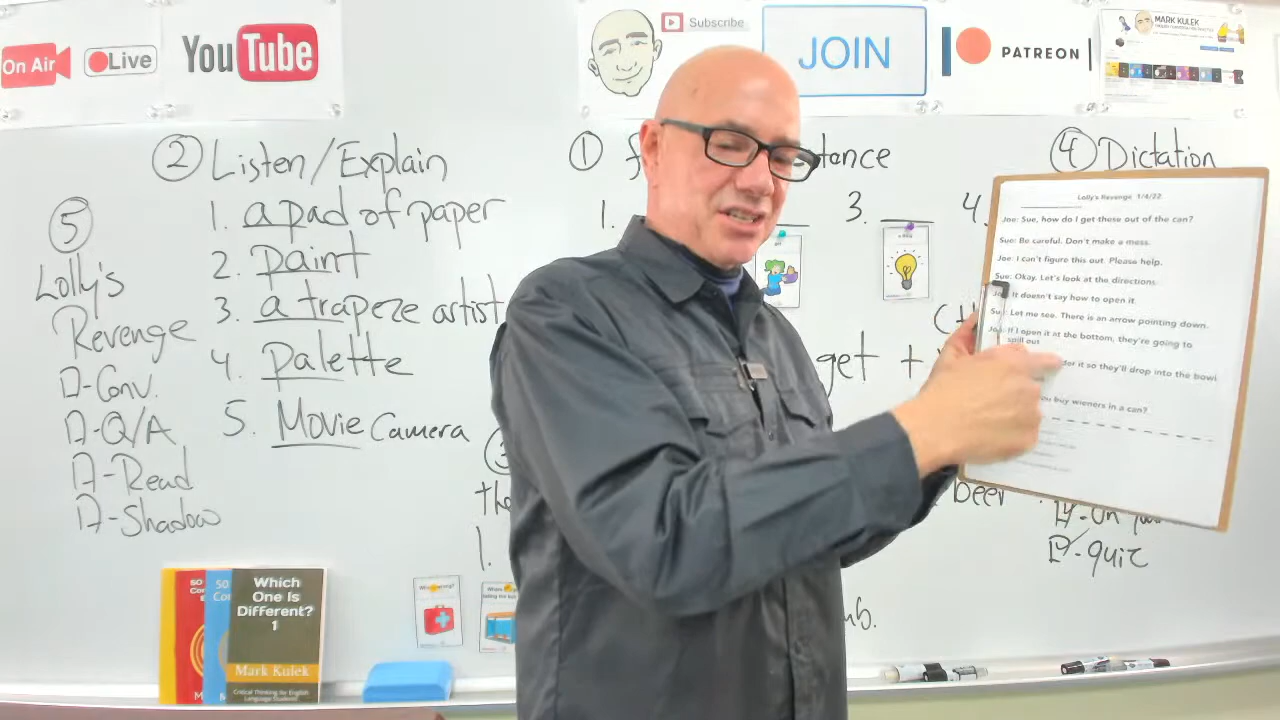 On Air
Live
YouTube
Subscribe
JOIN
PATREON
MARK KULEK
② Listen/Explain
1. a pad of paper
2. paint
3. a trapeze artist
4. palette
5. Movie Camera
⑤
Lolly's
Revenge
Conv.
Q/A
Read
Shadow
①
1.
3.
4.
get +
③
1.
beer
④ Dictation
quiz
Lolly's Revenge 1/4/22
Joe: Sue, how do I get these out of the can?
Sue: Be careful. Don't make a mess.
Joe: I can't figure this out. Please help.
Sue: Okay. Let's look at the directions.
It doesn't say how to open it.
Let me see. There is an arrow pointing down.
If I open it at the bottom, they're going to
spill out.
it so they'll drop into the bowl.
buy wieners in a can?
Which
One Is
Different?
1
Mark Kulek
Critical Thinking for English
Language Students